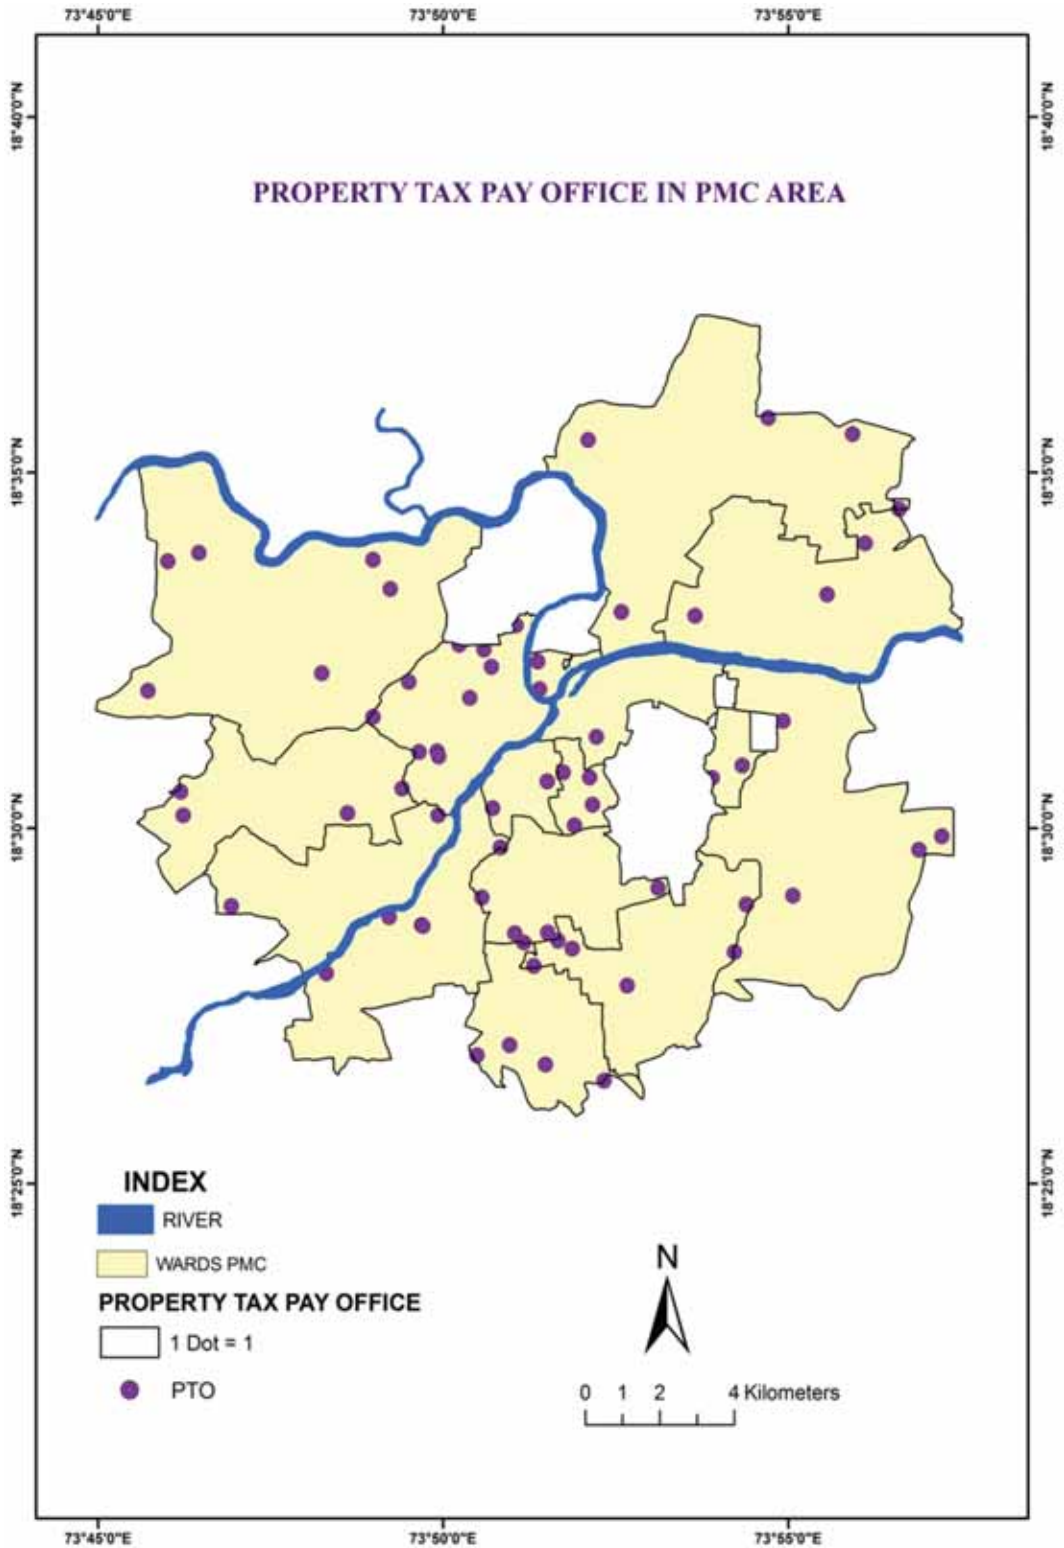 73°45'0"E 73°50'0"E 73°55'0"E
18°40'0"N 18°40'0"N
PROPERTY TAX PAY OFFICE IN PMC AREA
18°35'0"N 18°35'0"N
18°30'0"N 18°30'0"N
18°25'0"N 18°25'0"N
INDEX
RIVER
WARDS PMC
PROPERTY TAX PAY OFFICE
1 Dot = 1
PTO
N
0 1 2 4 Kilometers
73°45'0"E 73°50'0"E 73°55'0"E